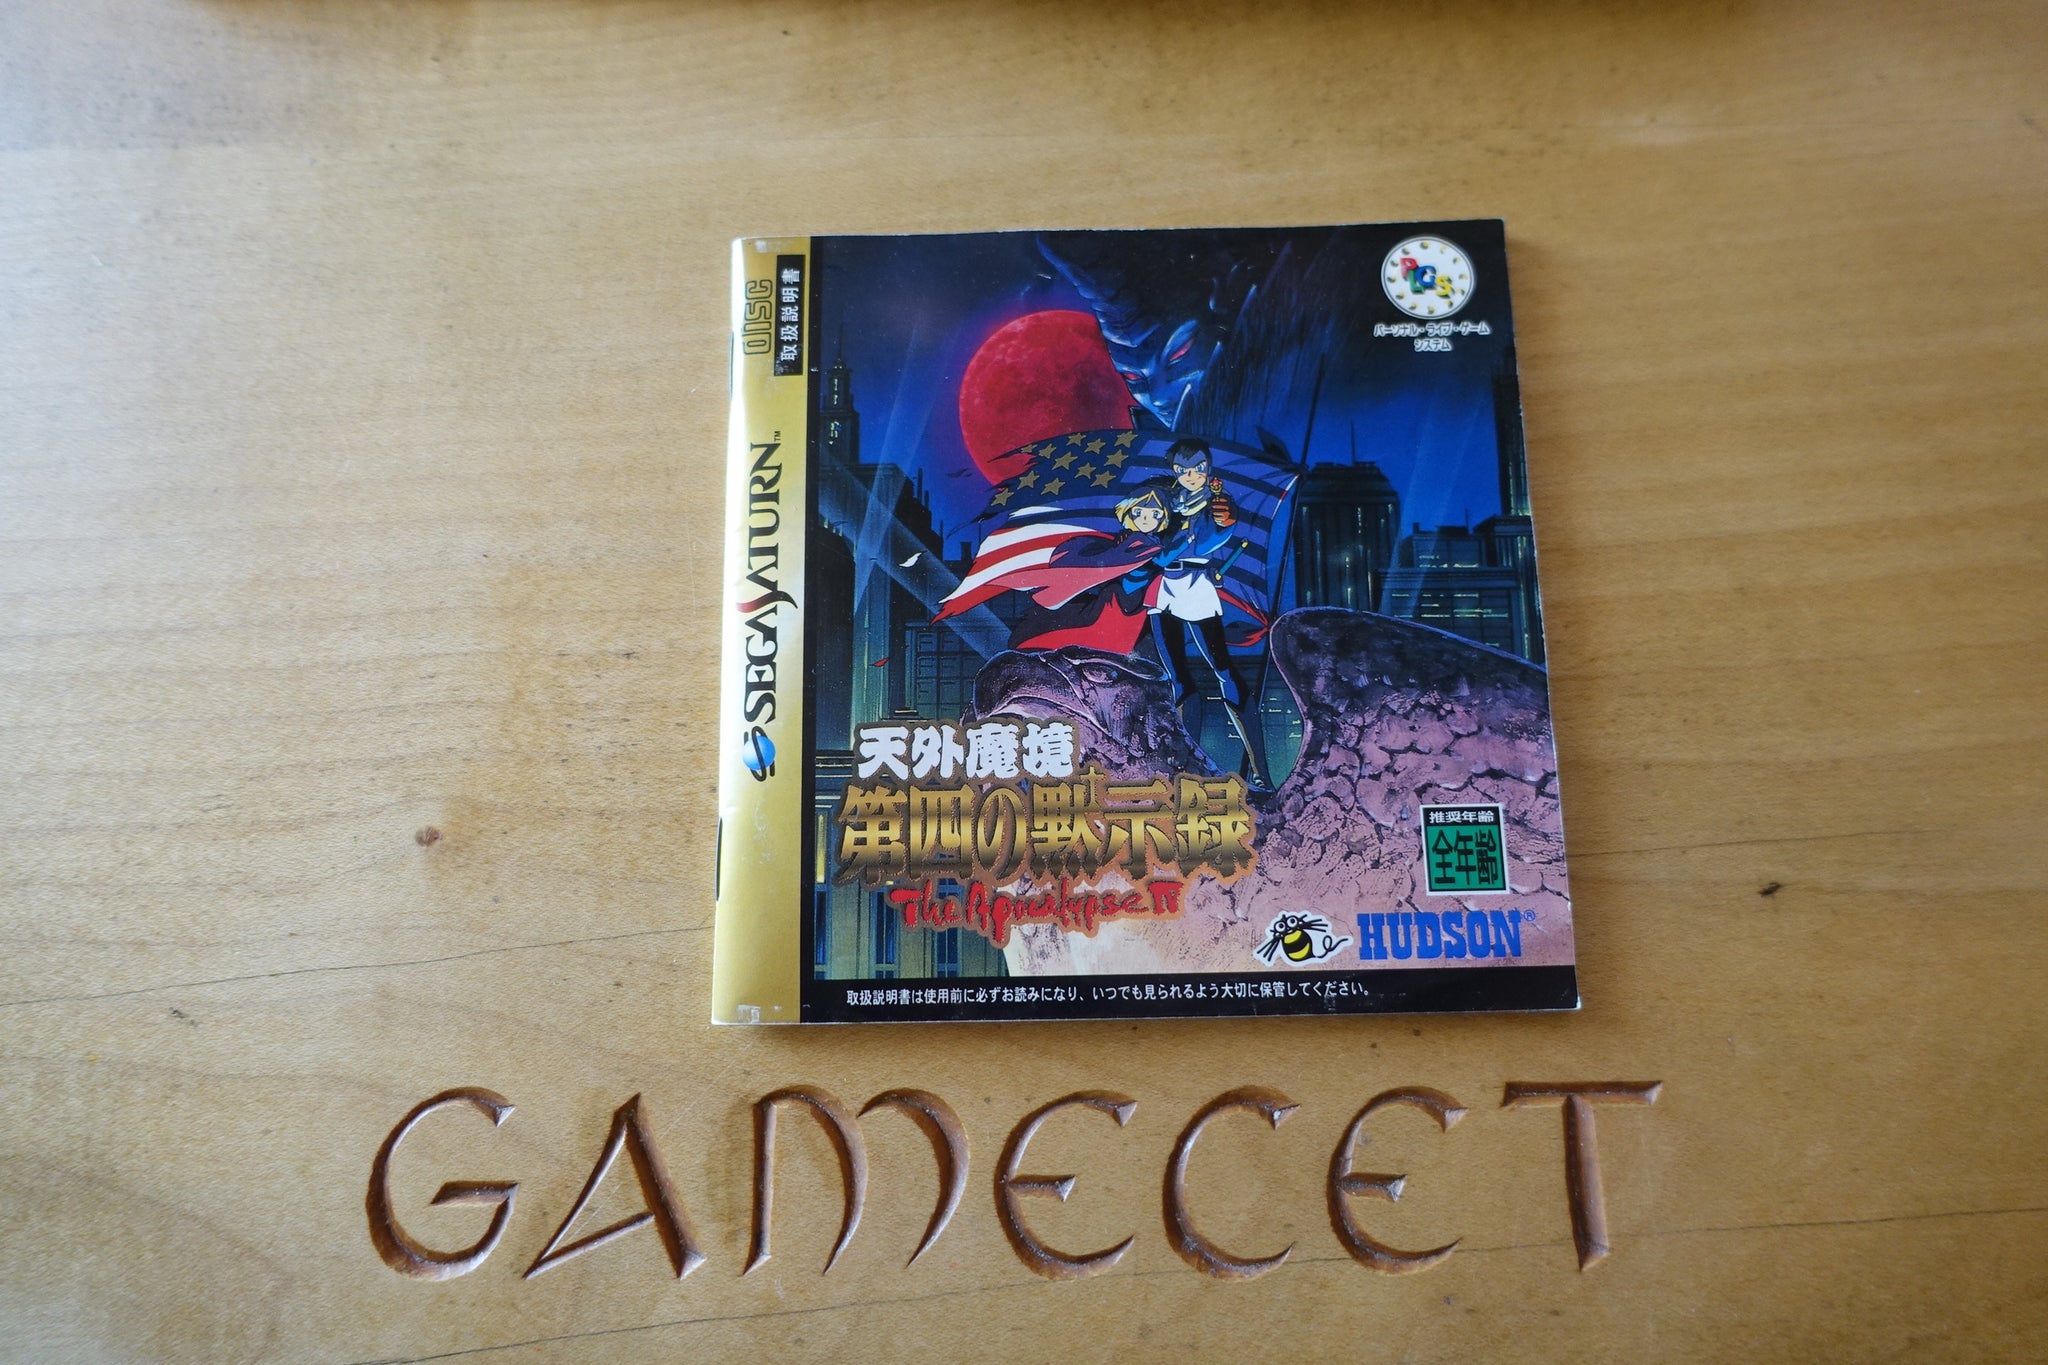 DISC
取扱説明書
SEGA SATURN™
PLGS
パーソナル・ライブ・ゲーム
システム
天外魔境
第四の黙示録
The Apocalypse IV
推奨年齢
全年齢
HUDSON®
取扱説明書は使用前に必ずお読みになり、いつでも見られるよう大切に保管してください。
GAMECET